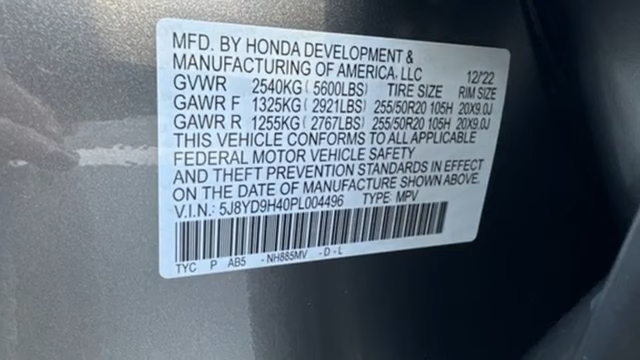 MFD. BY HONDA DEVELOPMENT &
MANUFACTURING OF AMERICA, LLC 12/22
GVWR 2540KG ( 5600LBS) TIRE SIZE RIM SIZE
GAWR F 1325KG ( 2921LBS) 255/50R20 105H 20X9.0J
GAWR R 1255KG ( 2767LBS) 255/50R20 105H 20X9.0J
THIS VEHICLE CONFORMS TO ALL APPLICABLE
FEDERAL MOTOR VEHICLE SAFETY
AND THEFT PREVENTION STANDARDS IN EFFECT
ON THE DATE OF MANUFACTURE SHOWN ABOVE.
V.I.N.: 5J8YD9H40PL004496 TYPE: MPV
TYC P AB5 -NH885MV -D-L